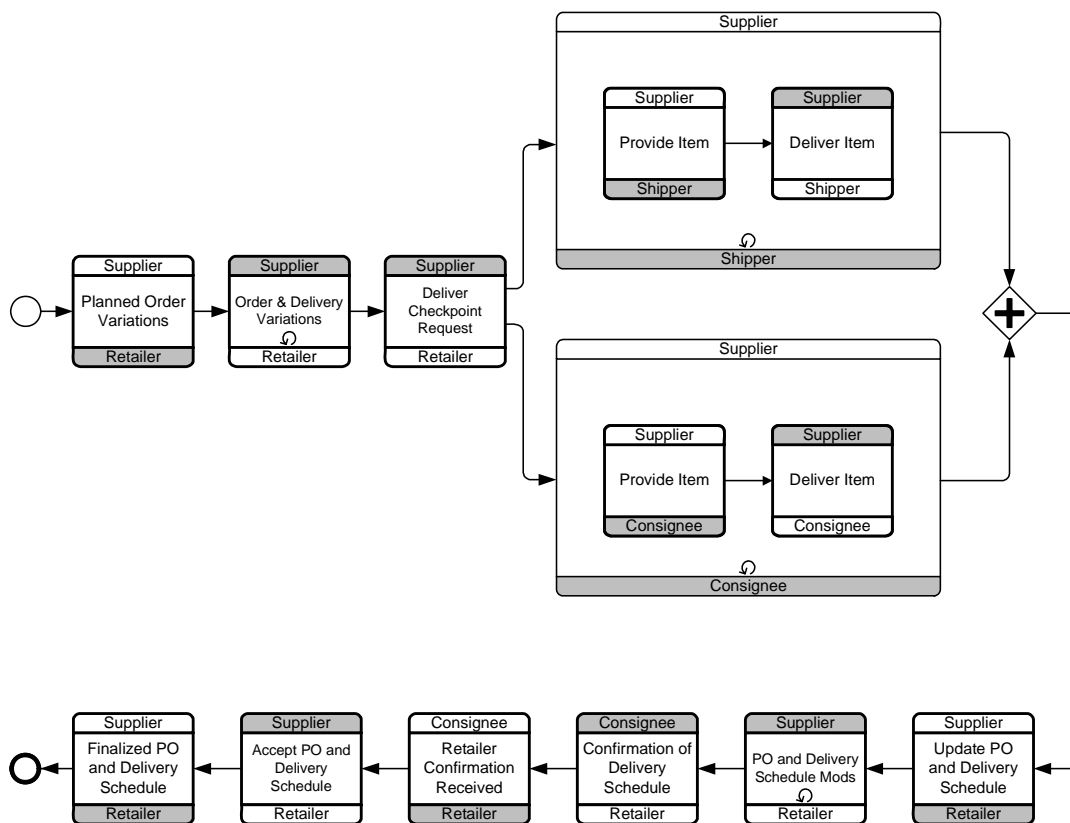 Supplier
Supplier
Provide Item
Shipper
Supplier
Deliver Item
Shipper
Shipper
Supplier
Planned Order
Variations
Retailer
Supplier
Order & Delivery
Variations
Retailer
Supplier
Deliver
Checkpoint
Request
Retailer
Supplier
Supplier
Provide Item
Consignee
Supplier
Deliver Item
Consignee
Consignee
Supplier
Finalized PO
and Delivery
Schedule
Retailer
Supplier
Accept PO and
Delivery
Schedule
Retailer
Consignee
Retailer
Confirmation
Received
Retailer
Consignee
Confirmation of
Delivery
Schedule
Retailer
Supplier
PO and Delivery
Schedule Mods
Retailer
Supplier
Update PO
and Delivery
Schedule
Retailer